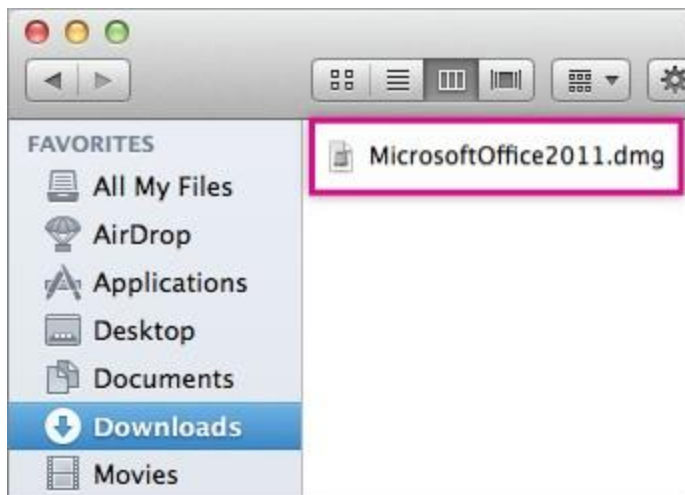 FAVORITES
All My Files
AirDrop
Applications
Desktop
Documents
Downloads
Movies
MicrosoftOffice2011.dmg